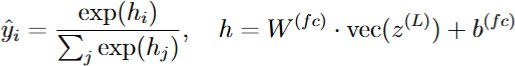 ŷ_i = exp(h_i) / ∑_j exp(h_j), h = W^{(fc)} · vec(z^{(L)}) + b^{(fc)}